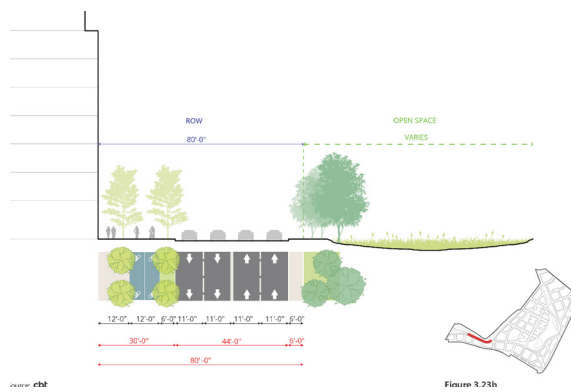 ROW
80'-0"
OPEN SPACE
VARIES
12'-0" 12'-0" 6'-0" 11'-0" 11'-0" 11'-0" 11'-0" 6'-0"
30'-0" 44'-0" 6'-0"
80'-0"
cbt
Figure 3.23b